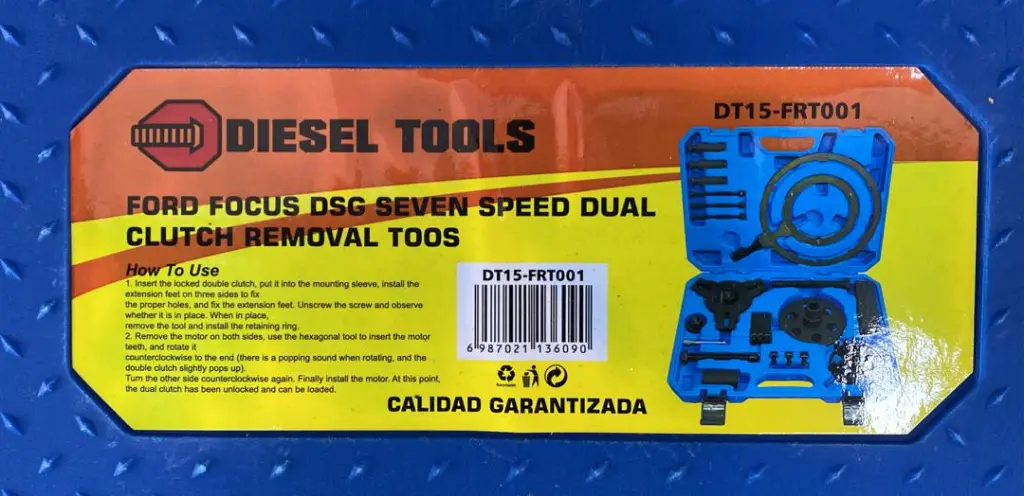 DIESEL TOOLS
DT15-FRT001
FORD FOCUS DSG SEVEN SPEED DUAL
CLUTCH REMOVAL TOOS
How To Use
1. Insert the locked double clutch, put it into the mounting sleeve, install the
extension feet on three sides to fix
the proper holes, and fix the extension feet. Unscrew the screw and observe
whether it is in place. When in place,
remove the tool and install the retaining ring.
2. Remove the motor on both sides, use the hexagonal tool to insert the motor
teeth, and rotate it
counterclockwise to the end (there is a popping sound when rotating, and the
double clutch slightly pops up).
Turn the other side counterclockwise again. Finally install the motor. At this point,
the dual clutch has been unlocked and can be loaded.
DT15-FRT001
6 987021 136090
Recyclable
CALIDAD GARANTIZADA